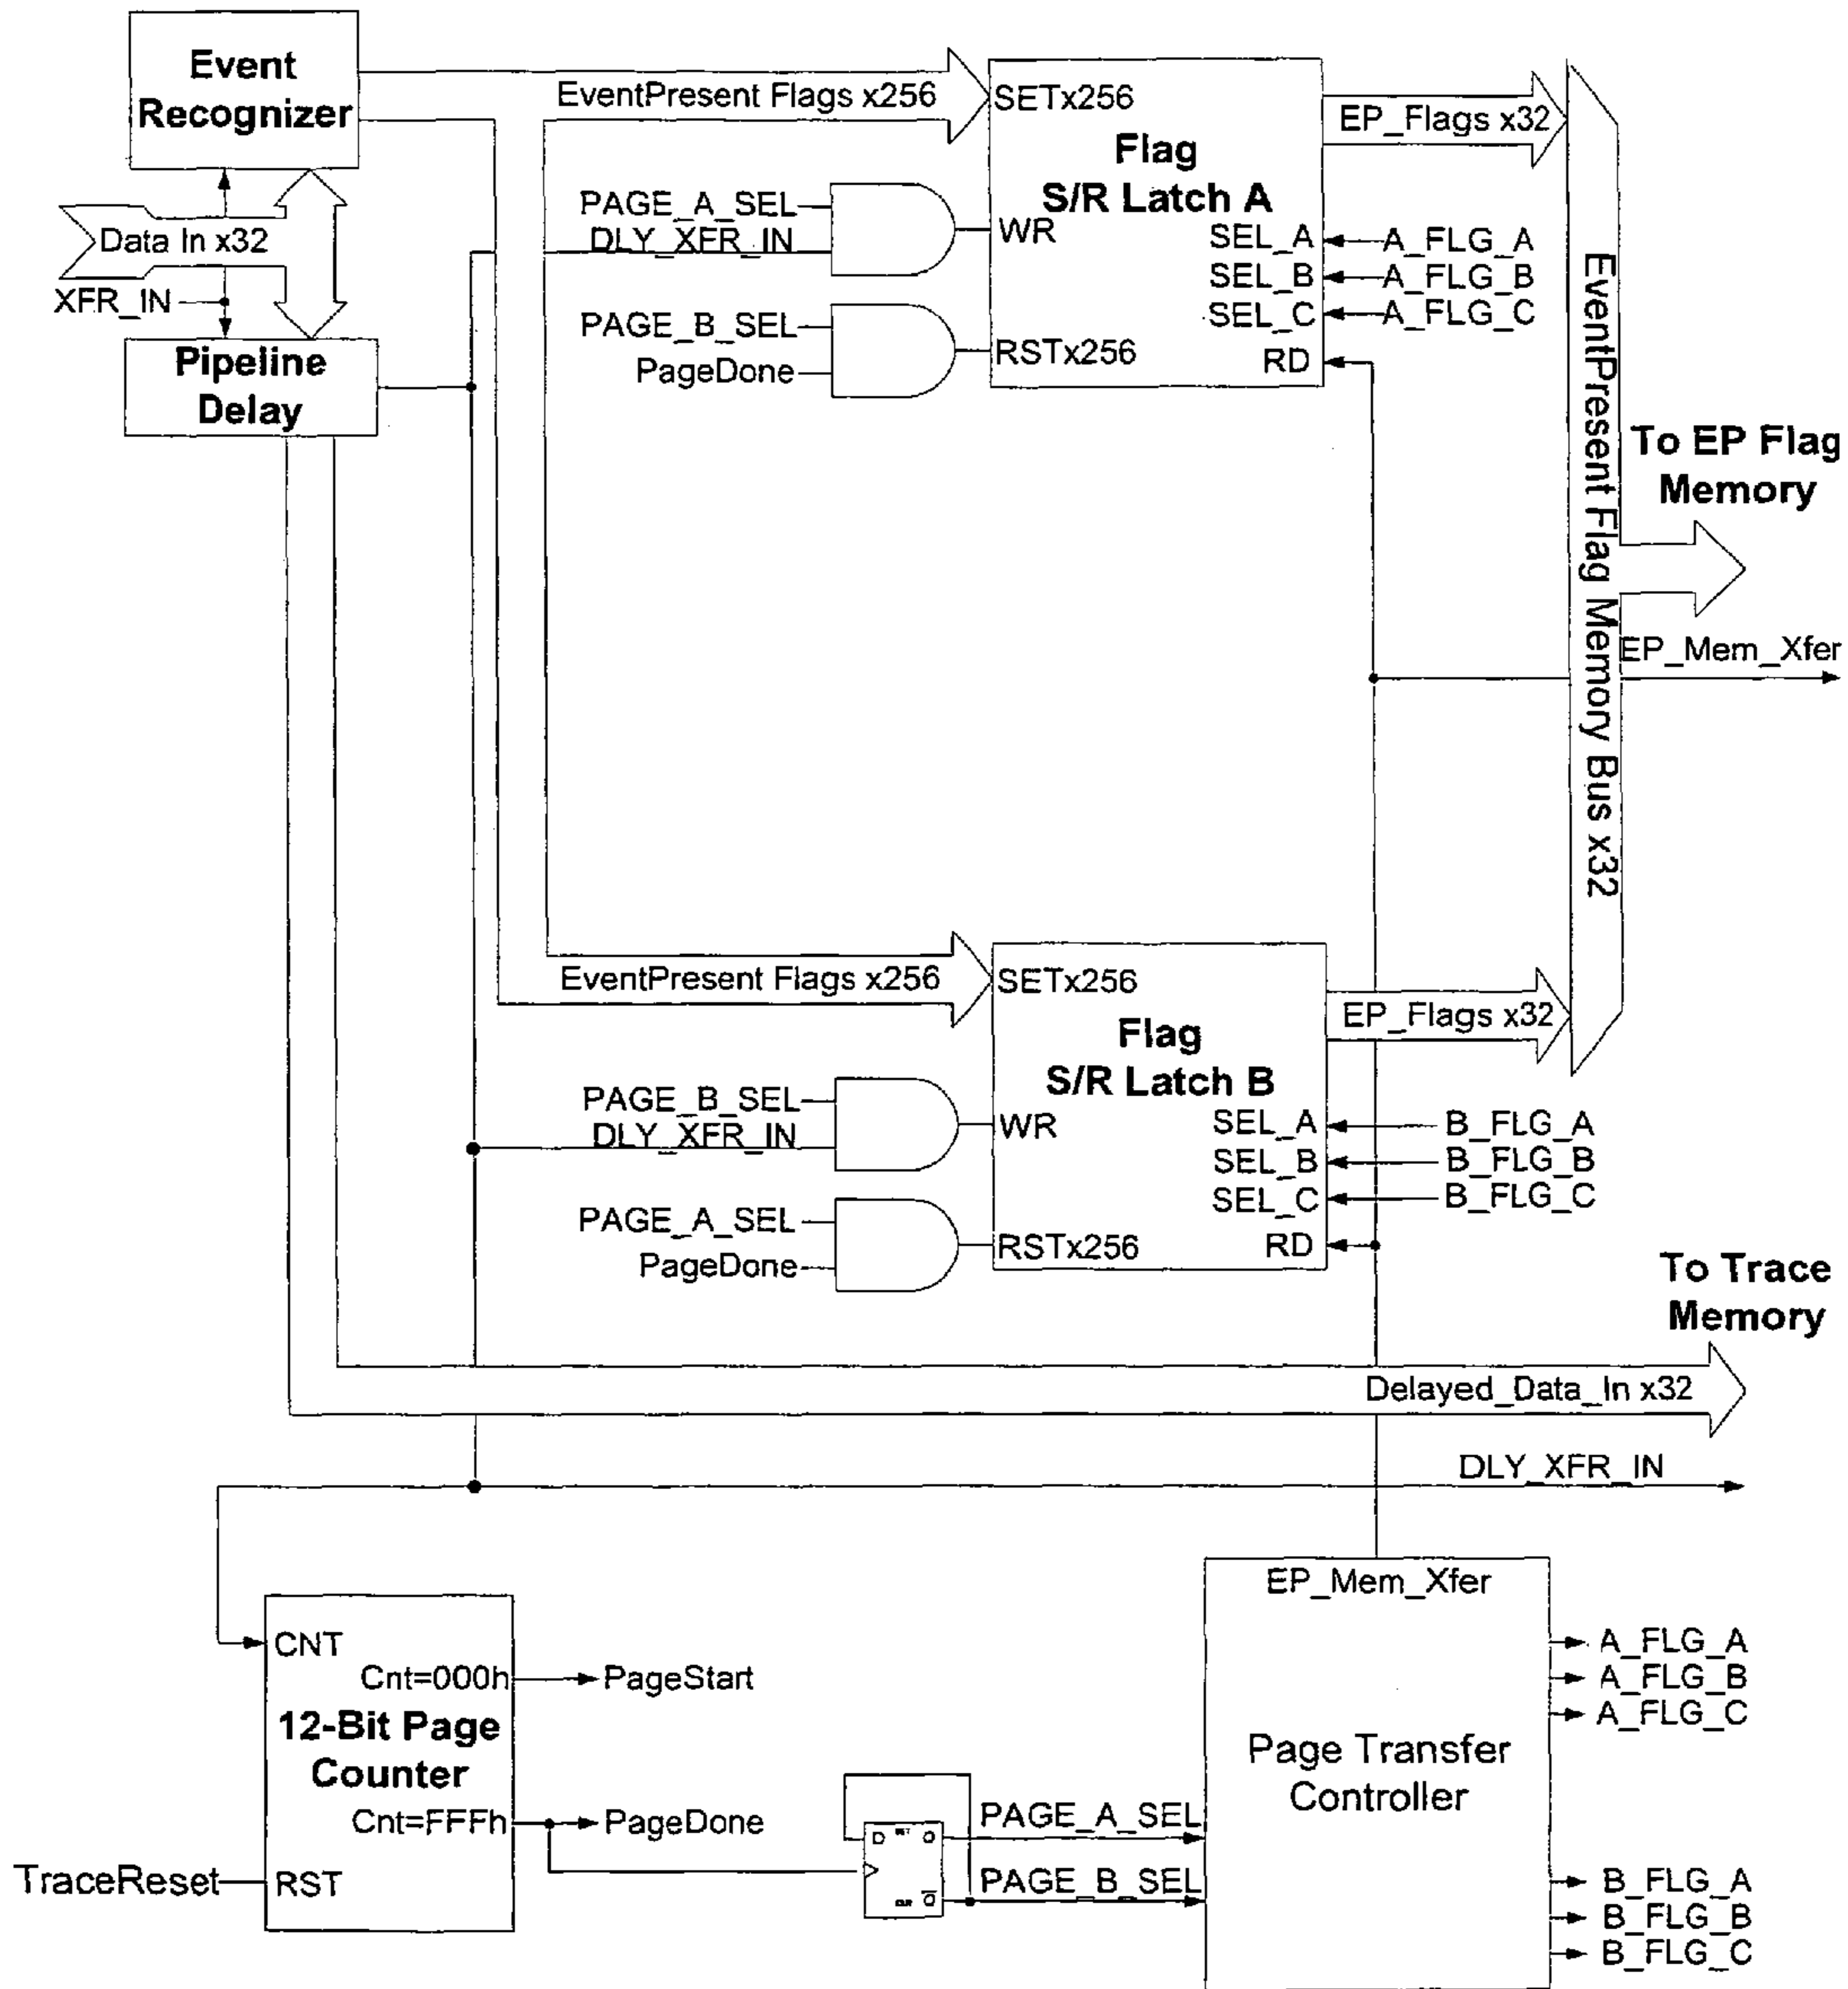 Event
Recognizer
EventPresent Flags x256
SETx256
EP_Flags x32
Flag
S/R Latch A
PAGE_A_SEL
DLY_XFR_IN
WR
SEL_A
A_FLG_A
SEL_B
A_FLG_B
SEL_C
A_FLG_C
Data In x32
XFR_IN
PAGE_B_SEL
PageDone
RSTx256
RD
Pipeline
Delay
EventPresent Flag Memory Bus x32
To EP Flag
Memory
EP_Mem_Xfer
EventPresent Flags x256
SETx256
EP_Flags x32
Flag
S/R Latch B
PAGE_B_SEL
DLY_XFR_IN
WR
SEL_A
B_FLG_A
SEL_B
B_FLG_B
SEL_C
B_FLG_C
PAGE_A_SEL
PageDone
RSTx256
RD
To Trace
Memory
Delayed_Data_In x32
DLY_XFR_IN
EP_Mem_Xfer
CNT
Cnt=000h
PageStart
12-Bit Page
Counter
Cnt=FFFh
PageDone
TraceReset
RST
D
SET
Q
CLR
Q
PAGE_A_SEL
PAGE_B_SEL
Page Transfer
Controller
A_FLG_A
A_FLG_B
A_FLG_C
B_FLG_A
B_FLG_B
B_FLG_C